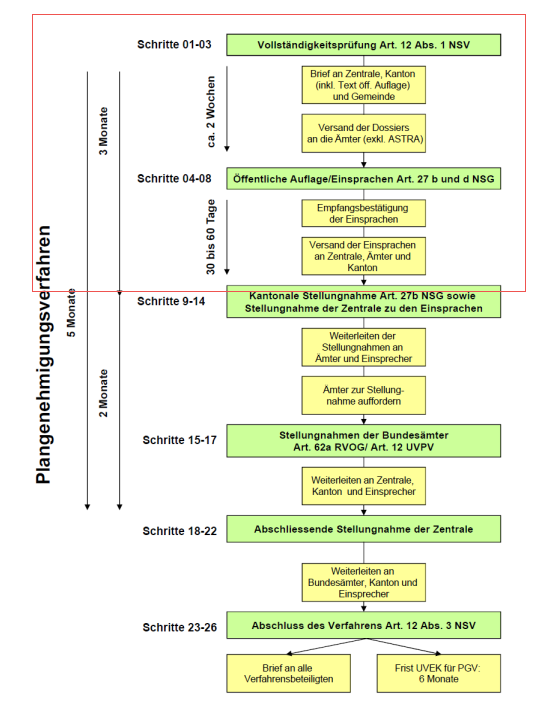 Plangenehmigungsverfahren
5 Monate
3 Monate
2 Monate
Schritte 01-03
Vollständigkeitsprüfung Art. 12 Abs. 1 NSV
ca. 2 Wochen
Brief an Zentrale, Kanton
(inkl. Text öff. Auflage)
und Gemeinde
Versand der Dossiers
an die Ämter (exkl. ASTRA)
Schritte 04-08
Öffentliche Auflage/Einsprachen Art. 27 b und d NSG
30 bis 60 Tage
Empfangsbestätigung
der Einsprachen
Versand der Einsprachen
an Zentrale, Ämter und
Kanton
Schritte 9-14
Kantonale Stellungnahme Art. 27b NSG sowie
Stellungnahme der Zentrale zu den Einsprachen
Weiterleiten der
Stellungnahmen an
Ämter und Einsprecher
Ämter zur Stellung-
nahme auffordern
Schritte 15-17
Stellungnahmen der Bundesämter
Art. 62a RVOG/ Art. 12 UVPV
Weiterleiten an Zentrale,
Kanton und Einsprecher
Schritte 18-22
Abschliessende Stellungnahme der Zentrale
Weiterleiten an
Bundesämter, Kanton und
Einsprecher
Schritte 23-26
Abschluss des Verfahrens Art. 12 Abs. 3 NSV
Brief an alle
Verfahrensbeteiligten
Frist UVEK für PGV:
6 Monate